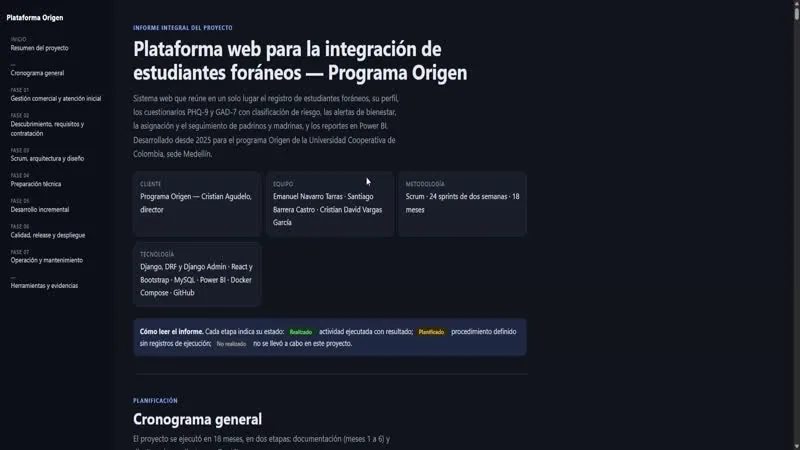 Plataforma Origen
INICIO
Resumen del proyecto
—
Cronograma general
FASE 01
Gestión comercial y atención inicial
FASE 02
Descubrimiento, requisitos y
contratación
FASE 03
Scrum, arquitectura y diseño
FASE 04
Preparación técnica
FASE 05
Desarrollo incremental
FASE 06
Calidad, release y despliegue
FASE 07
Operación y mantenimiento
—
Herramientas y evidencias
INFORME INTEGRAL DEL PROYECTO
Plataforma web para la integración de
estudiantes foráneos — Programa Origen
Sistema web que reúne en un solo lugar el registro de estudiantes foráneos, su perfil,
los cuestionarios PHQ-9 y GAD-7 con clasificación de riesgo, las alertas de bienestar,
la asignación y el seguimiento de padrinos y madrinas, y los reportes en Power BI.
Desarrollado desde 2025 para el programa Origen de la Universidad Cooperativa de
Colombia, sede Medellín.
CLIENTE
Programa Origen — Cristian Agudelo,
director
EQUIPO
Emanuel Navarro Tarras · Santiago
Barrera Castro · Cristian David Vargas
García
METODOLOGÍA
Scrum · 24 sprints de dos semanas · 18
meses
TECNOLOGÍA
Django, DRF y Django Admin · React y
Bootstrap · MySQL · Power BI · Docker
Compose · GitHub
Cómo leer el informe. Cada etapa indica su estado: Realizado actividad ejecutada con resultado; Planificado procedimiento definido
sin registros de ejecución; No realizado no se llevó a cabo en este proyecto.
PLANIFICACIÓN
Cronograma general
El proyecto se ejecutó en 18 meses, en dos etapas: documentación (meses 1 a 6) y